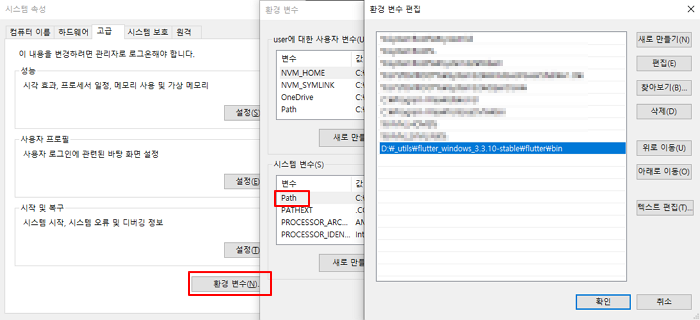 시스템 속성
컴퓨터 이름
하드웨어
고급
시스템 보호
원격
이 내용을 변경하려면 관리자로 로그온해야 합니다.
성능
시각 효과, 프로세서 일정, 메모리 사용 및 가상 메모리
설정(S)
사용자 프로필
사용자 로그인에 관련된 바탕 화면 설정
설정(E)
시작 및 복구
시스템 시작, 시스템 오류 및 디버깅 정보
설정(T)
환경 변수(N)...
환경 변수
user에 대한 사용자 변수(U)
변수
값
NVM_HOME
C:
NVM_SYMLINK
C:
OneDrive
C:
Path
C:
새로 만들
시스템 변수(S)
변수
값
Path
C:
PATHEXT
.CO
PROCESSOR_ARC...
AM
PROCESSOR_IDEN...
Int
새로 만들
환경 변수 편집
D:₩_utils₩flutter_windows_3.3.10-stable₩flutter₩bin
새로 만들기(N)
편집(E)
찾아보기(B)...
삭제(D)
위로 이동(U)
아래로 이동(O)
텍스트 편집(T)...
확인
취소